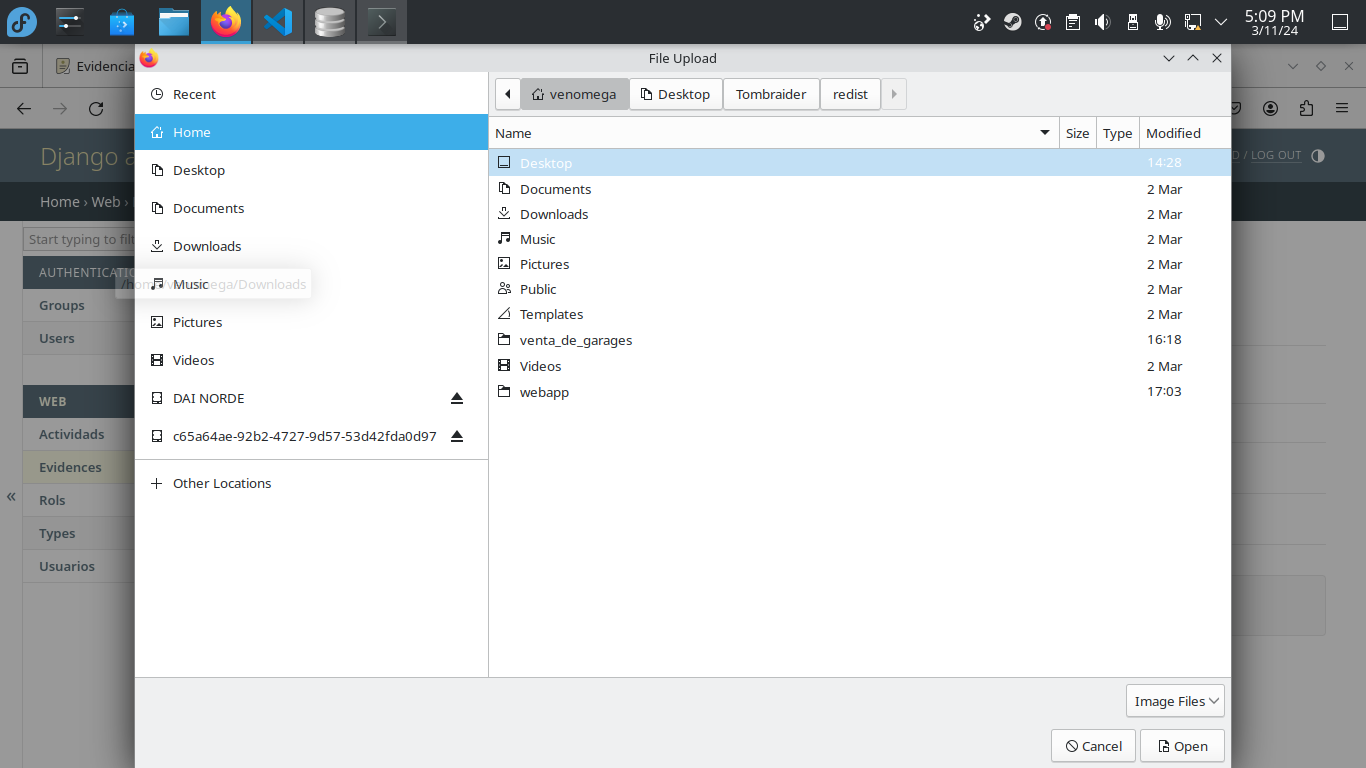 5:09 PM
3/11/24
File Upload
Evidencia
Django a
LOG OUT
Home › Web ›
Start typing to filt
AUTHENTICATIO
Groups
Users
WEB
Actividads
Evidences
Rols
Types
Usuarios
«
Recent
Home
Desktop
Documents
Downloads
Music
Pictures
Videos
DAI NORDE
c65a64ae-92b2-4727-9d57-53d42fda0d97
Other Locations
venomega Desktop Tombraider redist
Name Size Type Modified
Desktop 14:28
Documents 2 Mar
Downloads 2 Mar
Music 2 Mar
Pictures 2 Mar
Public 2 Mar
Templates 2 Mar
venta_de_garages 16:18
Videos 2 Mar
webapp 17:03
Image Files
Cancel Open